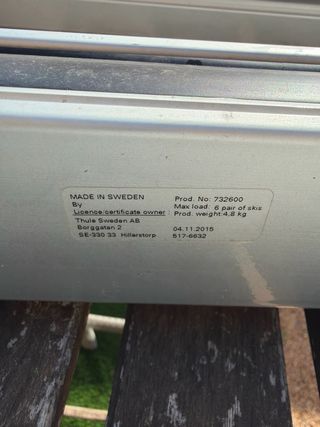 MADE IN SWEDEN
By
Licence/certificate owner:
Thule Sweden AB
Borggatan 2
SE-330 33 Hillerstorp
Prod. No: 732600
Max load: 6 pair of skis
Prod. weight: 4,8 kg
04.11.2015
517-6632